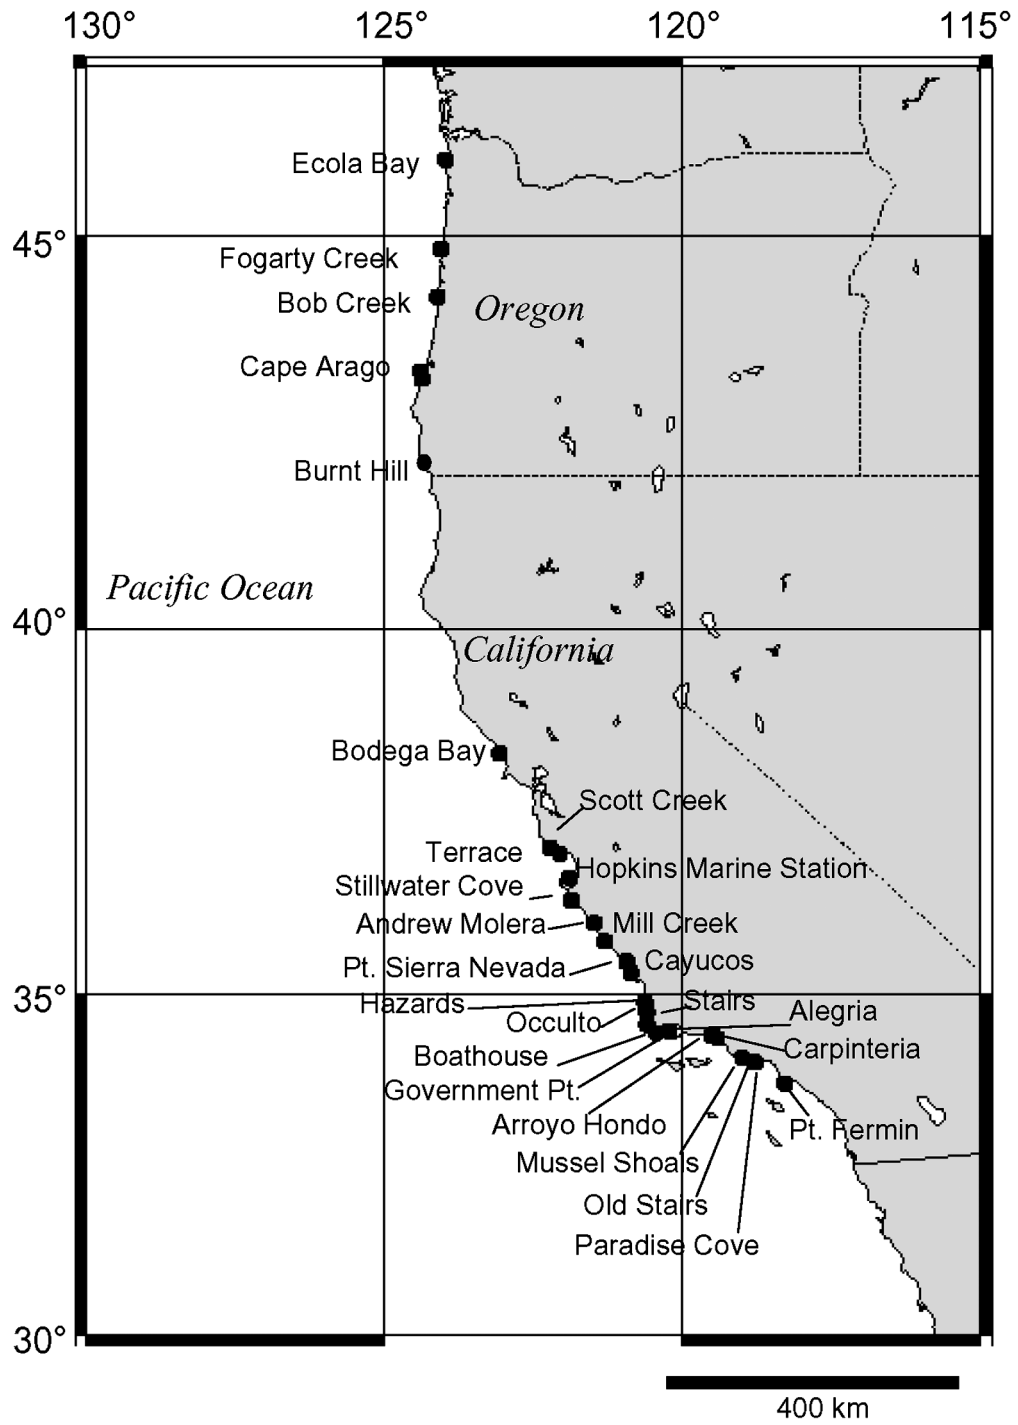 130°
125°
120°
115°
Ecola Bay
45°
Fogarty Creek
Bob Creek
Oregon
Cape Arago
Burnt Hill
Pacific Ocean
40°
California
Bodega Bay
Scott Creek
Terrace
Hopkins Marine Station
Stillwater Cove
Andrew Molera
Mill Creek
Pt. Sierra Nevada
Cayucos
35°
Hazards
Stairs
Alegria
Occulto
Boathouse
Carpinteria
Government Pt.
Arroyo Hondo
Pt. Fermin
Mussel Shoals
Old Stairs
Paradise Cove
30°
400 km